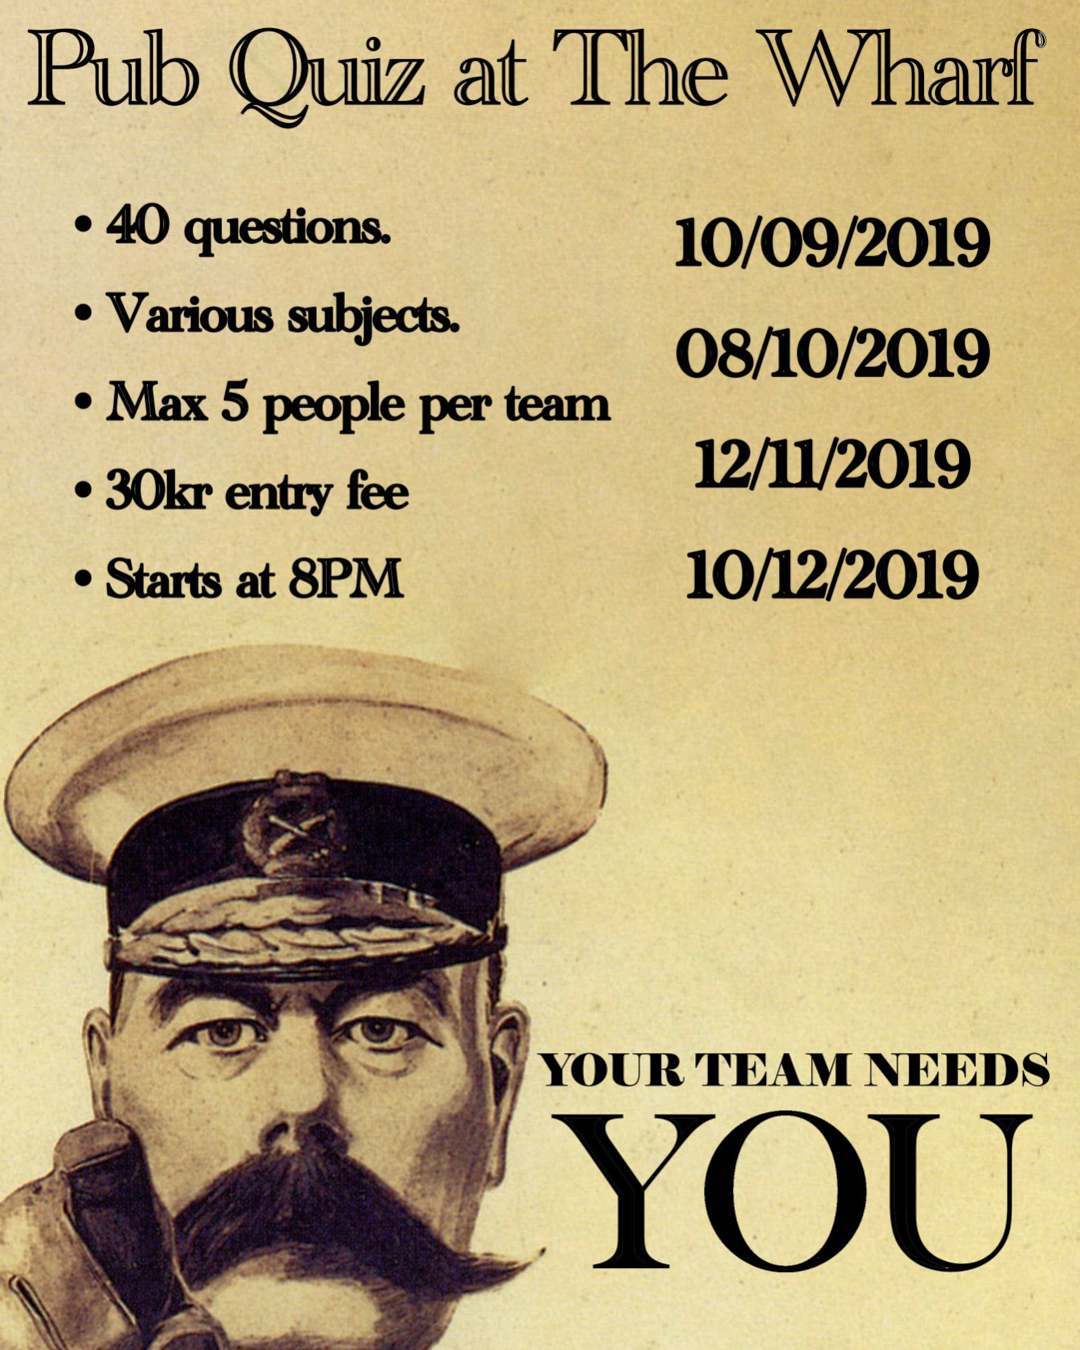 Pub Quiz at The Wharf
• 40 questions.
• Various subjects.
• Max 5 people per team
• 30kr entry fee
• Starts at 8PM
10/09/2019
08/10/2019
12/11/2019
10/12/2019
YOUR TEAM NEEDS
YOU